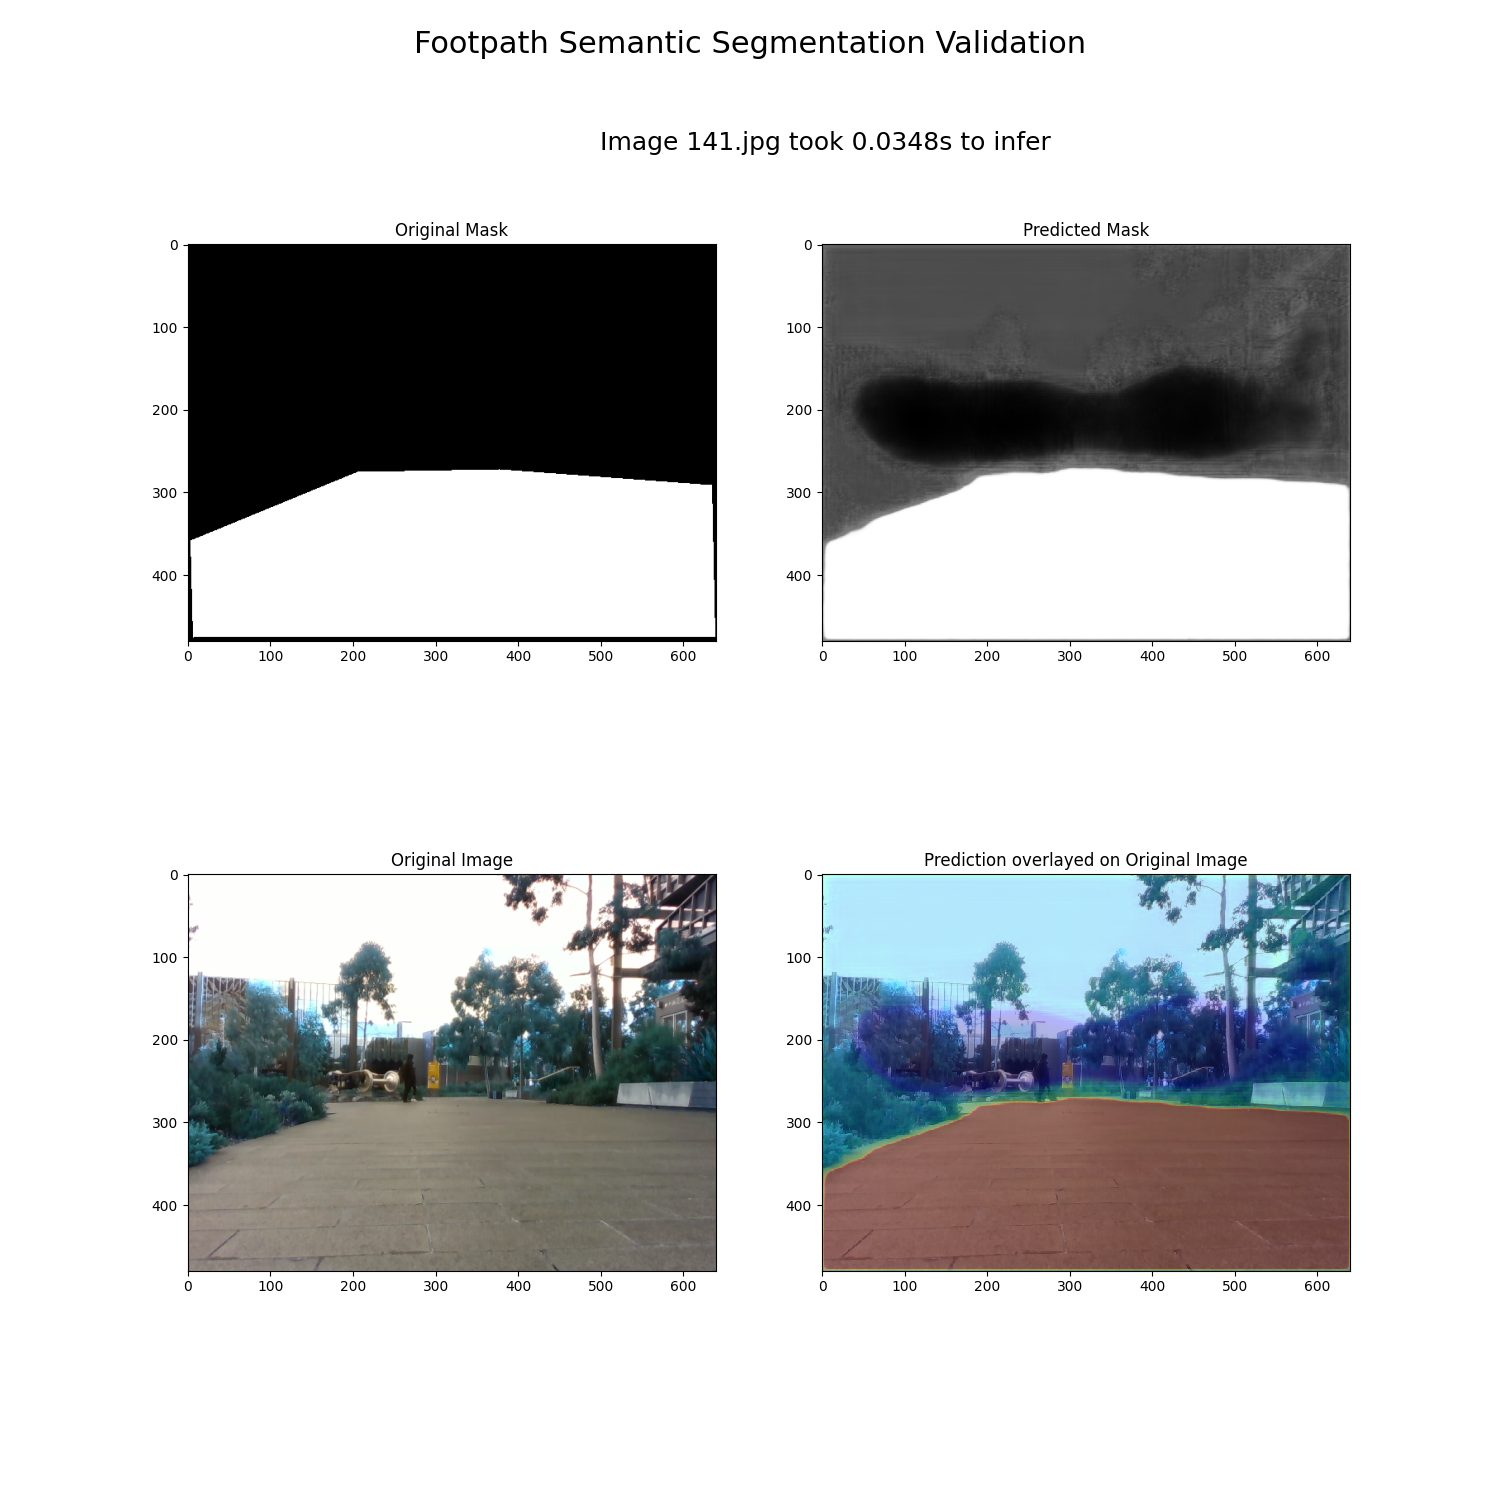 Footpath Semantic Segmentation Validation
Image 141.jpg took 0.0348s to infer
Original Mask
0
100
200
300
400
0 100 200 300 400 500 600
Predicted Mask
0
100
200
300
400
0 100 200 300 400 500 600
Original Image
0
100
200
300
400
0 100 200 300 400 500 600
Prediction overlayed on Original Image
0
100
200
300
400
0 100 200 300 400 500 600